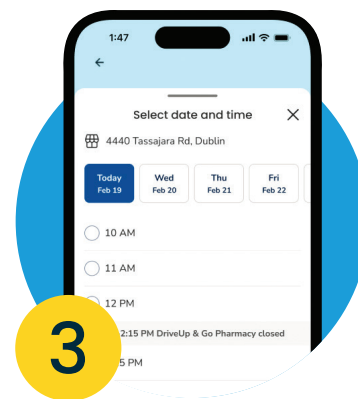 1:47
Select date and time
4440 Tassajara Rd, Dublin
Today Wed Thu Fri
Feb 19 Feb 20 Feb 21 Feb 22
10 AM
11 AM
12 PM
2:15 PM DriveUp & Go Pharmacy closed
5 PM
3